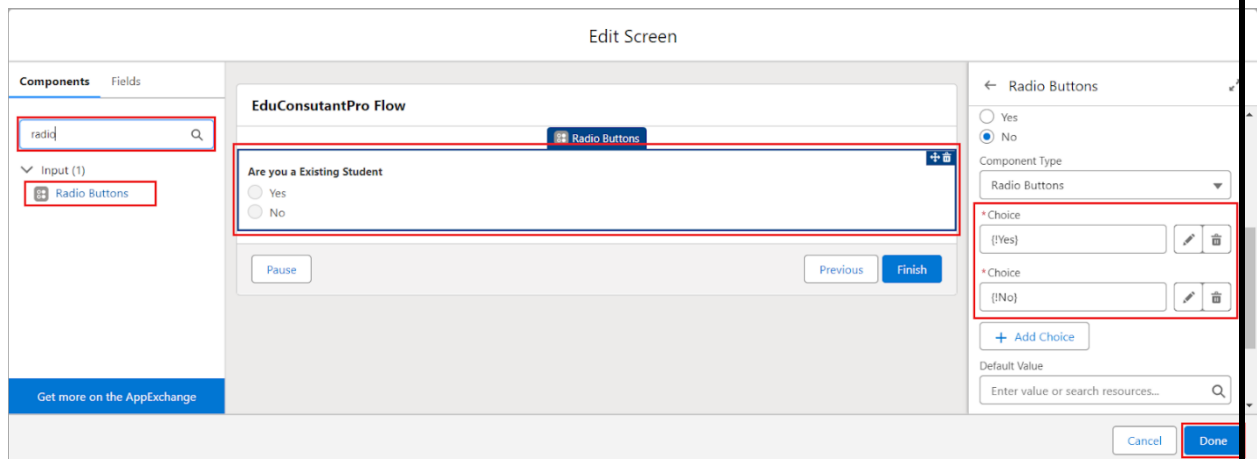 Edit Screen
Components Fields
radio
Input (1)
Radio Buttons
Get more on the AppExchange
EduConsutantPro Flow
Radio Buttons
Are you a Existing Student
Yes
No
Pause
Previous
Finish
Radio Buttons
Yes
No
Component Type
Radio Buttons
*Choice
{!Yes}
*Choice
{!No}
+ Add Choice
Default Value
Enter value or search resources...
Cancel
Done